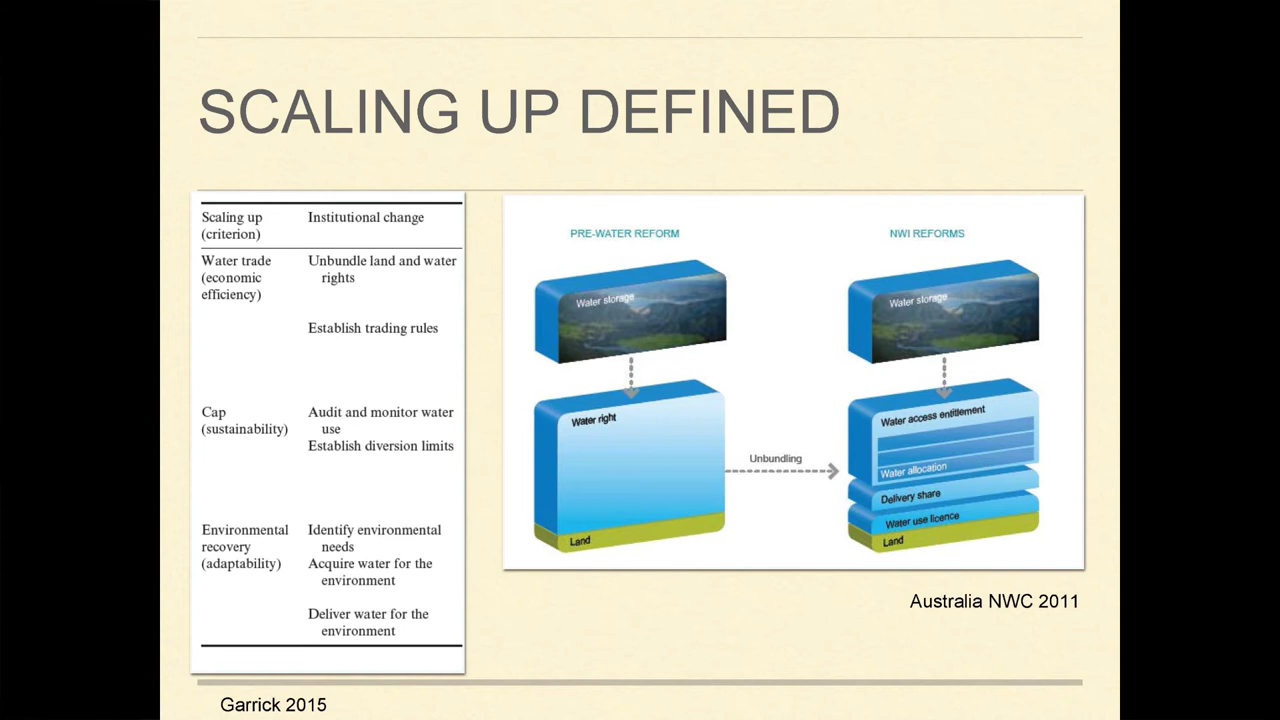 SCALING UP DEFINED
Scaling up
(criterion)
Institutional change
Water trade
(economic
efficiency)
Unbundle land and water
rights
Establish trading rules
Cap
(sustainability)
Audit and monitor water
use
Establish diversion limits
Environmental
recovery
(adaptability)
Identify environmental
needs
Acquire water for the
environment
Deliver water for the
environment
PRE-WATER REFORM
Water storage
Water right
Land
Unbundling
NWI REFORMS
Water storage
Water access entitlement
Water allocation
Delivery share
Water use licence
Land
Australia NWC 2011
Garrick 2015